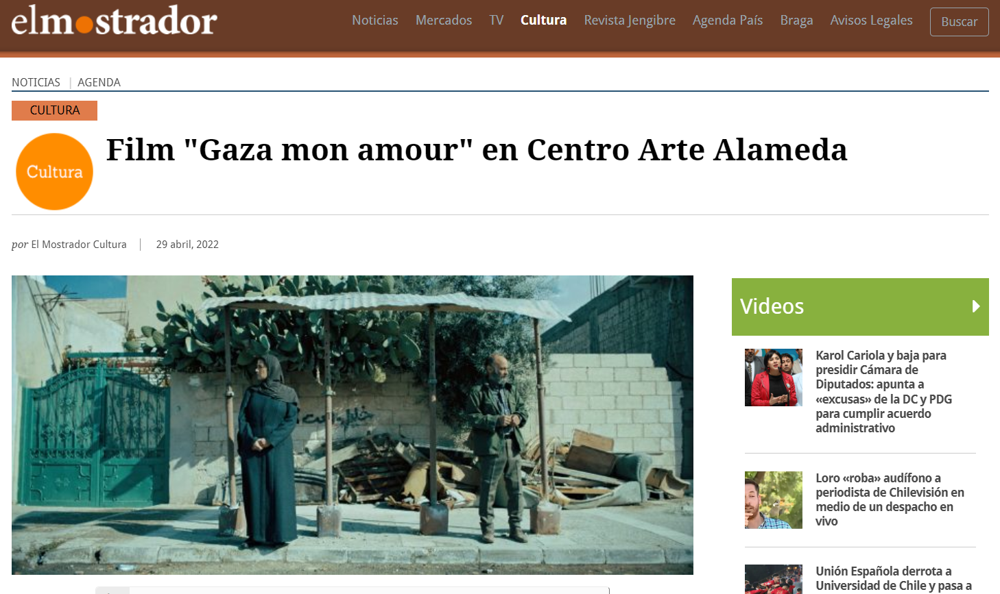 elmostrador
Noticias Mercados TV Cultura Revista Jengibre Agenda País Braga Avisos Legales Buscar
NOTICIAS | AGENDA
CULTURA
Cultura
Film "Gaza mon amour" en Centro Arte Alameda
por El Mostrador Cultura | 29 abril, 2022
Videos
Karol Cariola y baja para
presidir Cámara de
Diputados: apunta a
«excusas» de la DC y PDG
para cumplir acuerdo
administrativo
Loro «roba» audífono a
periodista de Chilevisión en
medio de un despacho en
vivo
Unión Española derrota a
Universidad de Chile y pasa a